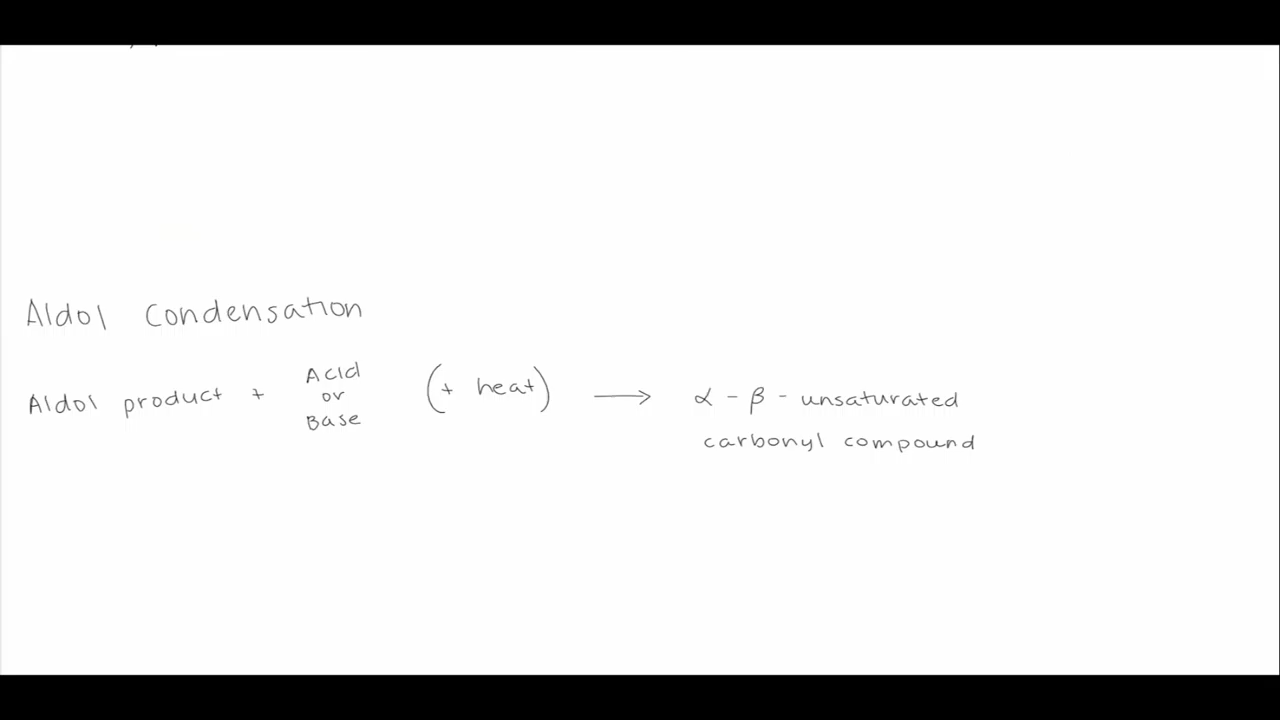 Aldol Condensation
Aldol product + Acid or Base (+ heat) ⟶ α - β - unsaturated
carbonyl compound